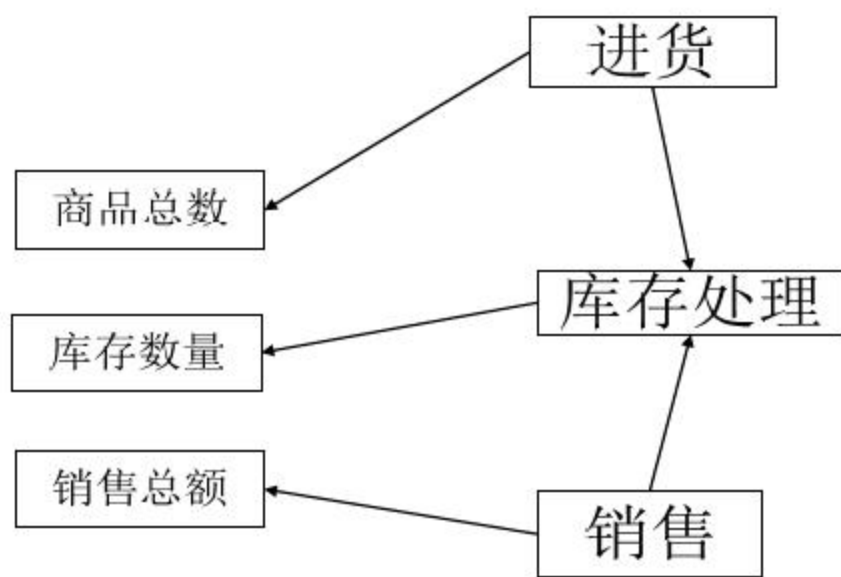 进货
商品总数
库存处理
库存数量
销售总额
销售